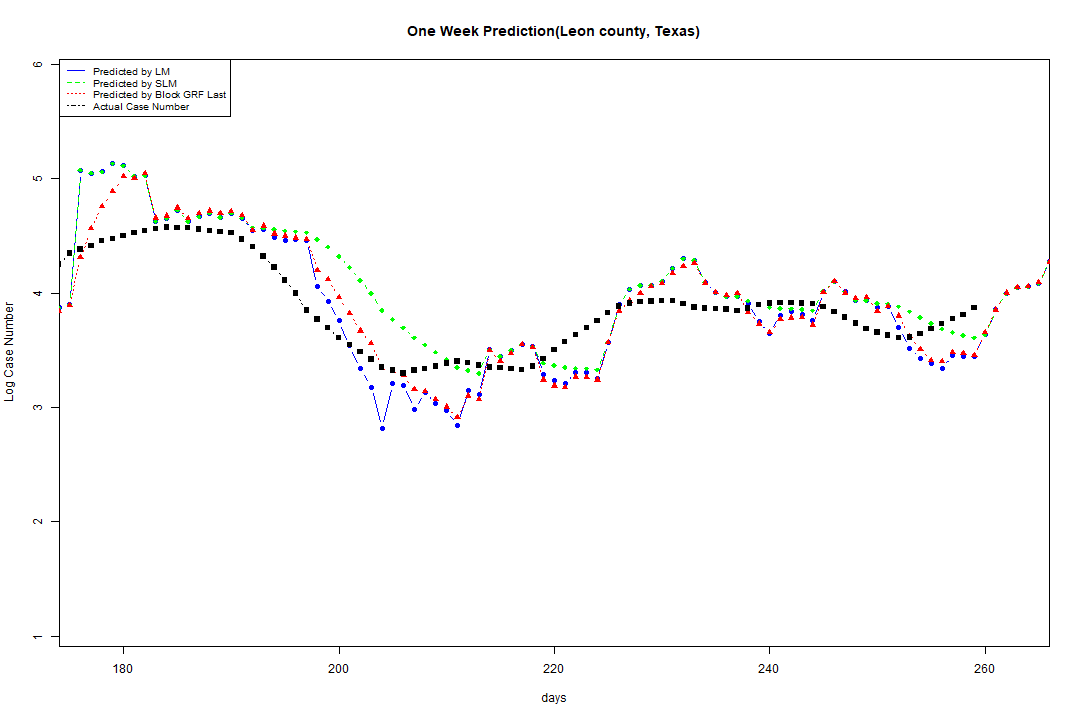 One Week Prediction(Leon county, Texas)
Predicted by LM
Predicted by SLM
Predicted by Block GRF Last
Actual Case Number
6
5
4
3
2
1
Log Case Number
180 200 220 240 260
days